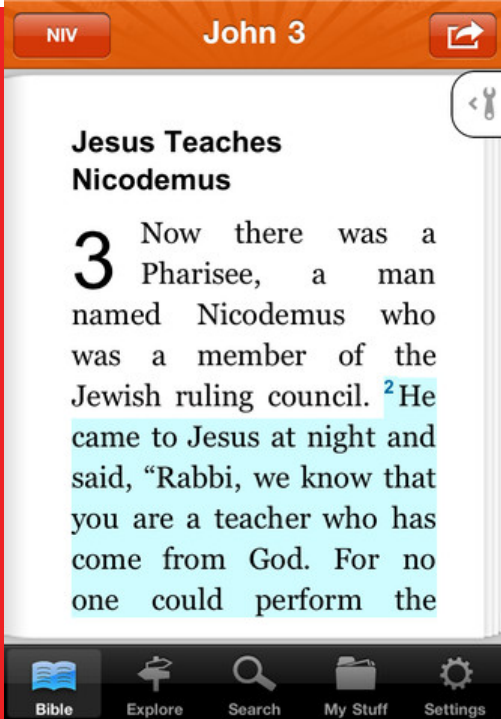 NIV
John 3
Jesus Teaches
Nicodemus
3 Now there was a
Pharisee, a man
named Nicodemus who
was a member of the
Jewish ruling council. 2 He
came to Jesus at night and
said, “Rabbi, we know that
you are a teacher who has
come from God. For no
one could perform the
Bible
Explore
Search
My Stuff
Settings